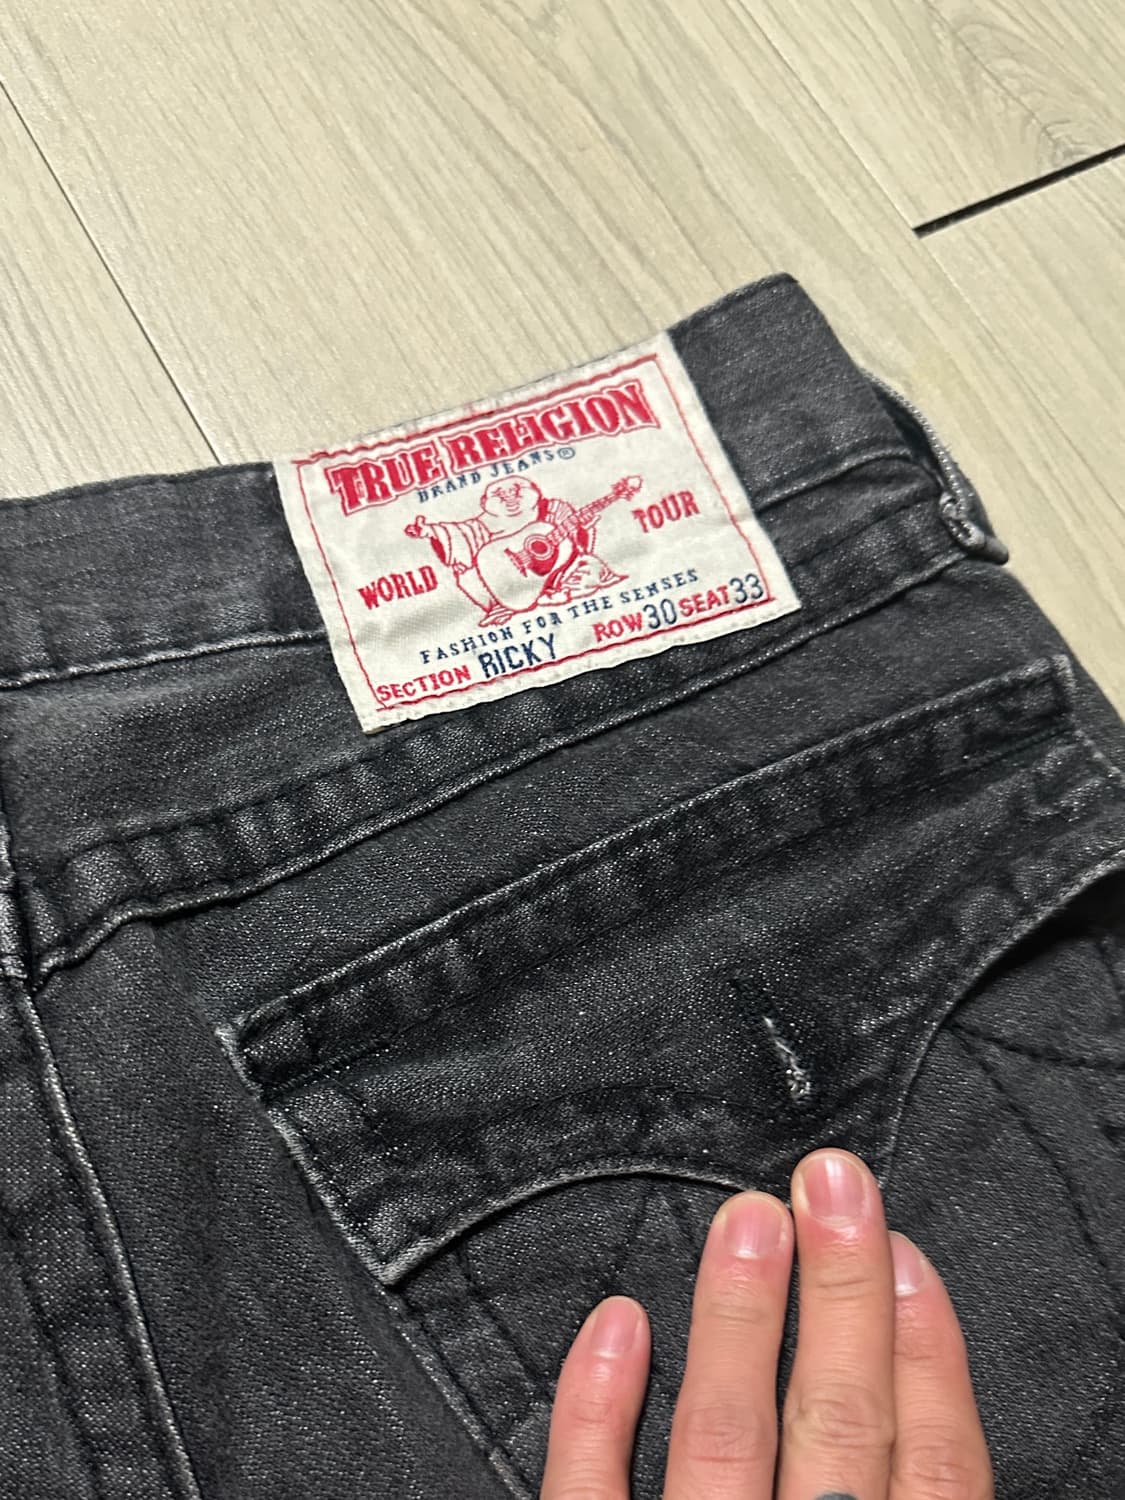 TRUE RELIGION
BRAND JEANS®
WORLD TOUR
FASHION FOR THE SENSES
SECTION RICKY ROW 30 SEAT 33